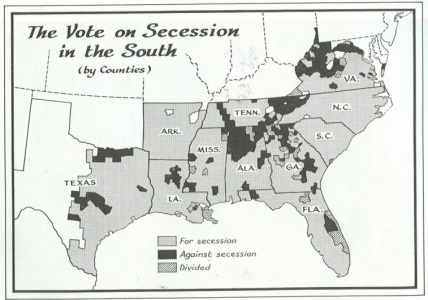 The Vote on Secession
in the South
(by Counties)
VA.
N.C.
TENN.
ARK.
S.C.
MISS.
ALA.
GA.
TEXAS
LA.
FLA.
For secession
Against secession
Divided